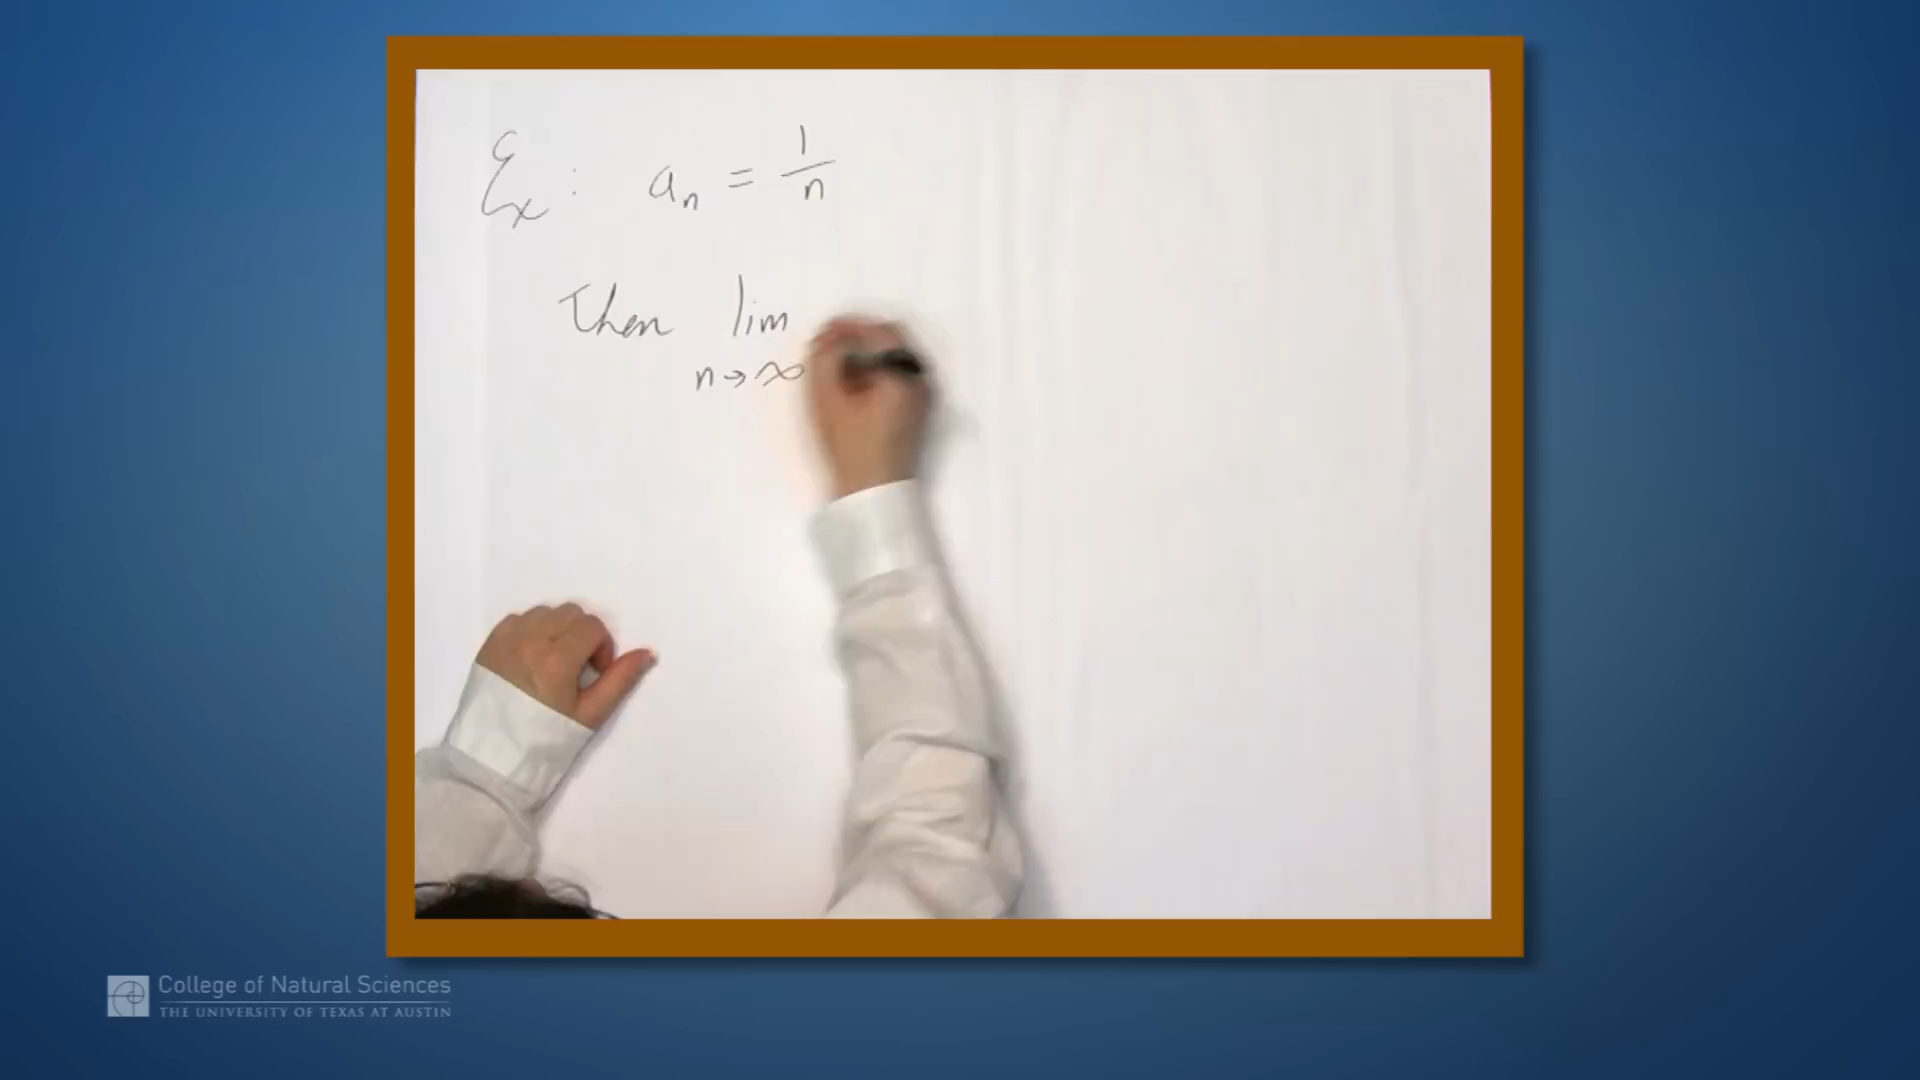 Ex: aₙ = 1/n
Then lim
n→∞
College of Natural Sciences
THE UNIVERSITY OF TEXAS AT AUSTIN